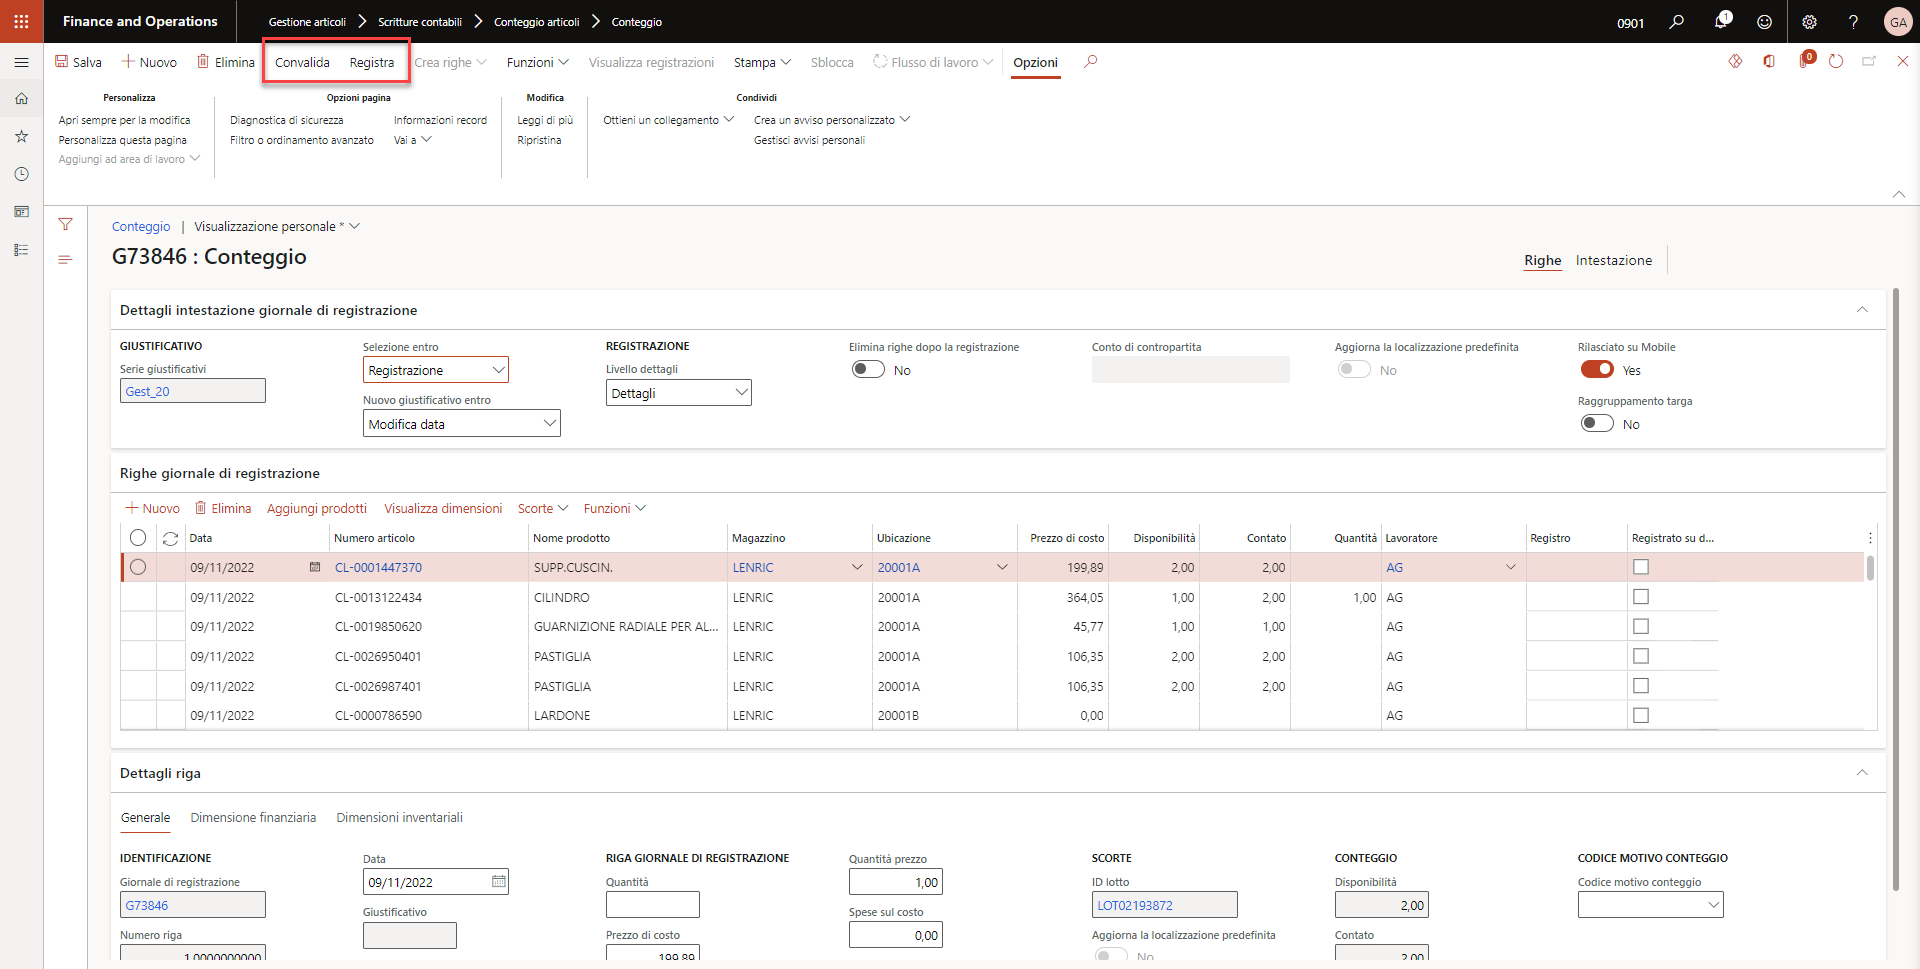 Finance and Operations
Gestione articoli
Scritture contabili
Conteggio articoli
Conteggio
0901
1
GA
Salva
Nuovo
Elimina
Convalida
Registra
Crea righe
Funzioni
Visualizza registrazioni
Stampa
Sblocca
Flusso di lavoro
Opzioni
0
Personalizza
Apri sempre per la modifica
Personalizza questa pagina
Aggiungi ad area di lavoro
Opzioni pagina
Diagnostica di sicurezza
Filtro o ordinamento avanzato
Informazioni record
Vai a
Modifica
Leggi di più
Ripristina
Condividi
Ottieni un collegamento
Crea un avviso personalizzato
Gestisci avvisi personali
Conteggio | Visualizzazione personale *
G73846 : Conteggio
Righe
Intestazione
Dettagli intestazione giornale di registrazione
GIUSTIFICATIVO
Serie giustificativi
Gest_20
Selezione entro
Registrazione
Nuovo giustificativo entro
Modifica data
REGISTRAZIONE
Livello dettagli
Dettagli
Elimina righe dopo la registrazione
No
Conto di contropartita
Aggiorna la localizzazione predefinita
No
Rilasciato su Mobile
Yes
Raggruppamento targa
No
Righe giornale di registrazione
Nuovo
Elimina
Aggiungi prodotti
Visualizza dimensioni
Scorte
Funzioni
Data Numero articolo Nome prodotto Magazzino Ubicazione Prezzo di costo Disponibilità Contato Quantità Lavoratore Registro Registrato su d...
09/11/2022 CL-0001447370 SUPP.CUSCIN. LENRIC 20001A 199,89 2,00 2,00 AG
09/11/2022 CL-0013122434 CILINDRO LENRIC 20001A 364,05 1,00 2,00 1,00 AG
09/11/2022 CL-0019850620 GUARNIZIONE RADIALE PER AL... LENRIC 20001A 45,77 1,00 1,00 AG
09/11/2022 CL-0026950401 PASTIGLIA LENRIC 20001A 106,35 2,00 2,00 AG
09/11/2022 CL-0026987401 PASTIGLIA LENRIC 20001A 106,35 2,00 2,00 AG
09/11/2022 CL-0000786590 LARDONE LENRIC 20001B 0,00 AG
Dettagli riga
Generale
Dimensione finanziaria
Dimensioni inventariali
IDENTIFICAZIONE
Giornale di registrazione
G73846
Numero riga
1,0000000000
Data
09/11/2022
Giustificativo
RIGA GIORNALE DI REGISTRAZIONE
Quantità
Prezzo di costo
199,89
Quantità prezzo
1,00
Spese sul costo
0,00
SCORTE
ID lotto
LOT02193872
Aggiorna la localizzazione predefinita
No
CONTEGGIO
Disponibilità
2,00
Contato
2,00
CODICE MOTIVO CONTEGGIO
Codice motivo conteggio